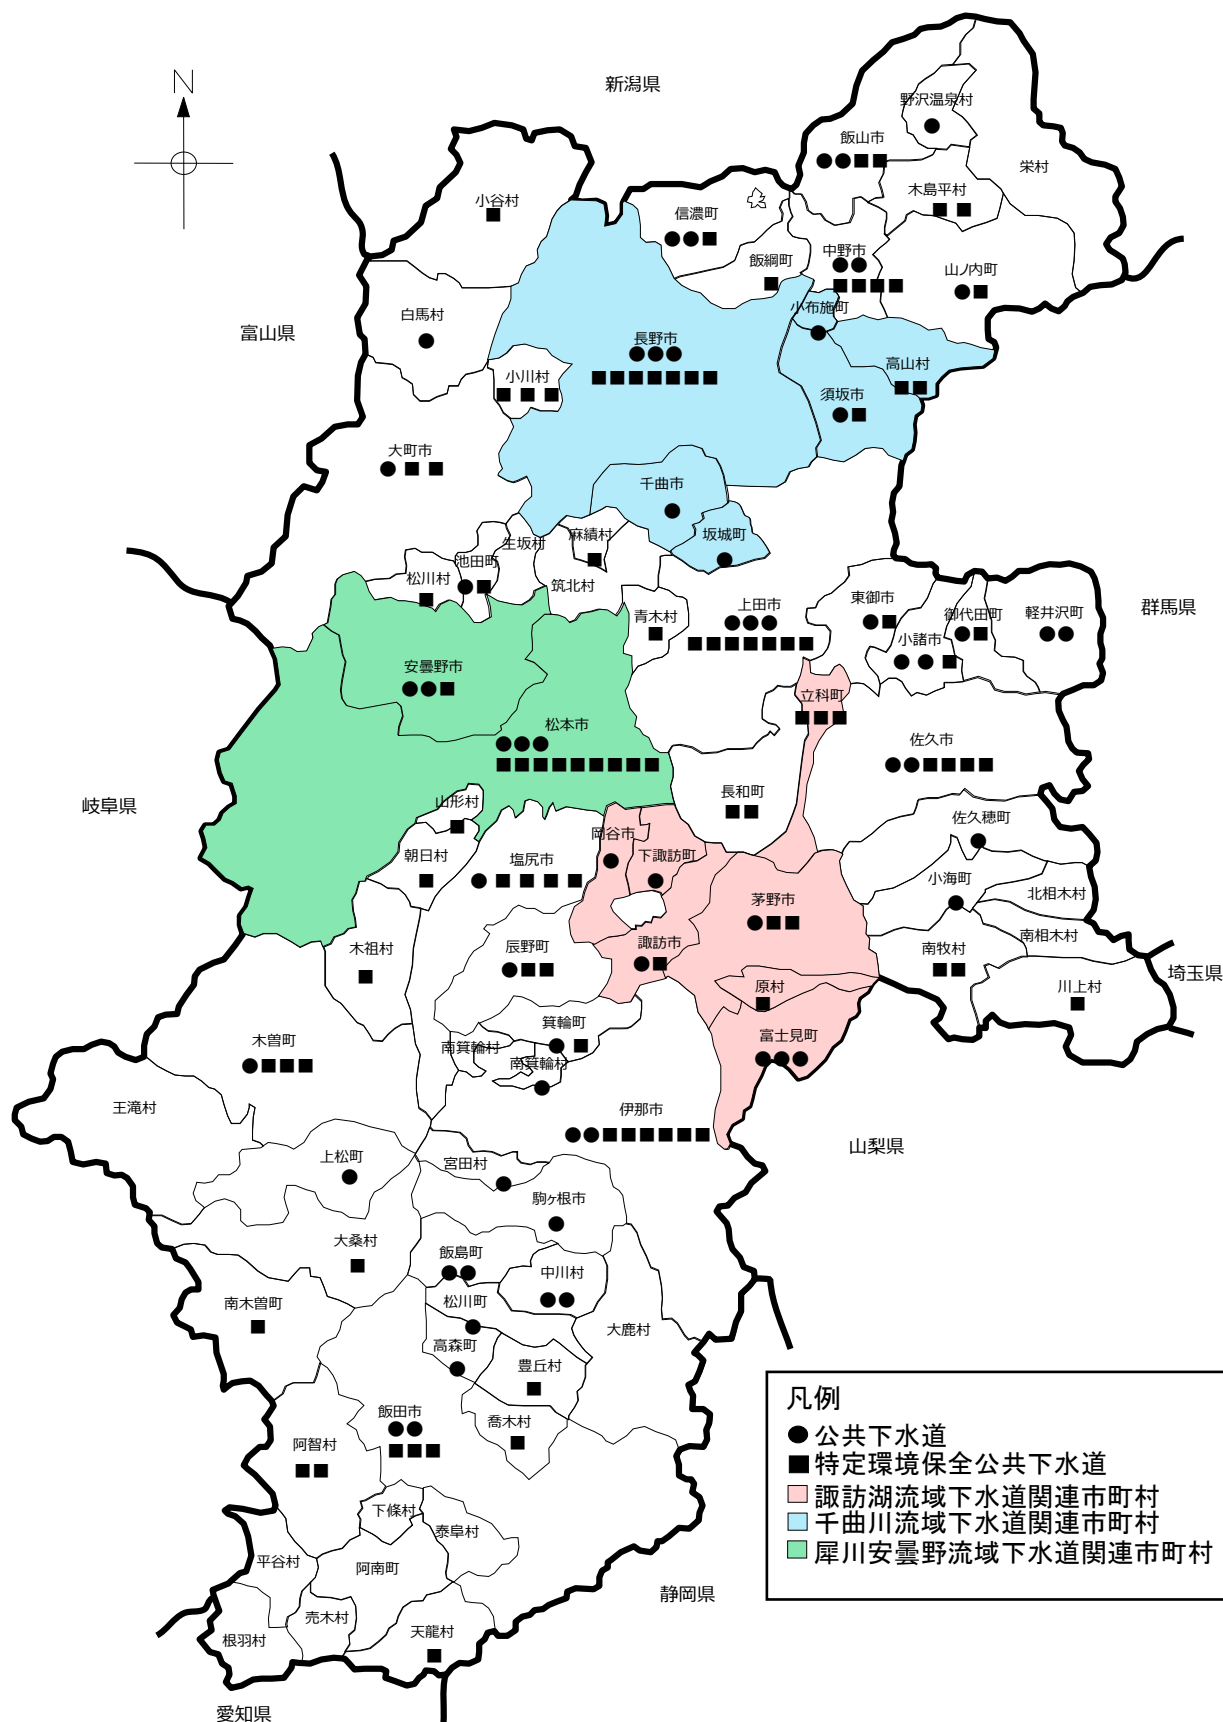 N
新潟県
野沢温泉村
飯山市
栄村
木島平村
小谷村
信濃町
中野市
飯綱町
山ノ内町
白馬村
小布施町
富山県
長野市
高山村
小川村
須坂市
大町市
千曲市
麻績村
坂城町
生坂村
池田町
松川村
筑北村
青木村
上田市
東御市
御代田町
軽井沢町
群馬県
小諸市
安曇野市
立科町
松本市
佐久市
長和町
山形村
岐阜県
佐久穂町
岡谷市
下諏訪町
朝日村
塩尻市
小海町
北相木村
茅野市
南相木村
木祖村
辰野町
諏訪市
南牧村
埼玉県
原村
川上村
箕輪町
富士見町
木曽町
南箕輪村
南箕輪村
王滝村
伊那市
山梨県
上松町
宮田村
駒ヶ根市
大桑村
飯島町
中川村
南木曽町
松川町
大鹿村
高森町
豊丘村
飯田市
喬木村
阿智村
下條村
泰阜村
平谷村
阿南町
静岡県
売木村
天龍村
根羽村
愛知県
凡例
公共下水道
特定環境保全公共下水道
諏訪湖流域下水道関連市町村
千曲川流域下水道関連市町村
犀川安曇野流域下水道関連市町村